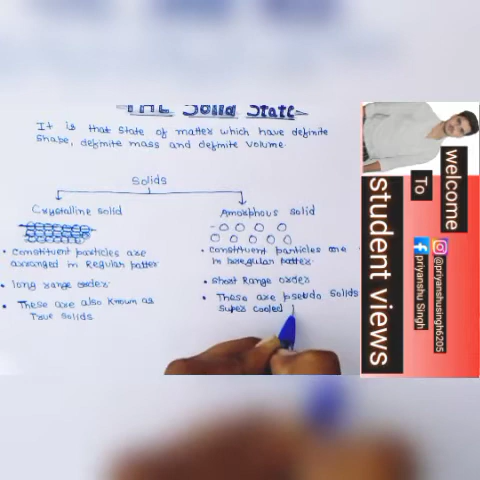 THE Solid State
It is that state of matter which have definite
shape, definite mass and definite volume.
Solids
Crystalline solid
• Constituent particles are
arranged in Regular patter
• long range order
• These are also known as
True solids
Amorphous solid
• Constituent particles are
in irregular patter.
• short Range order
• These are pseudo Solids
Super cooled
welcome
To
student views
@priyanshusingh6205
priyanshu Singh